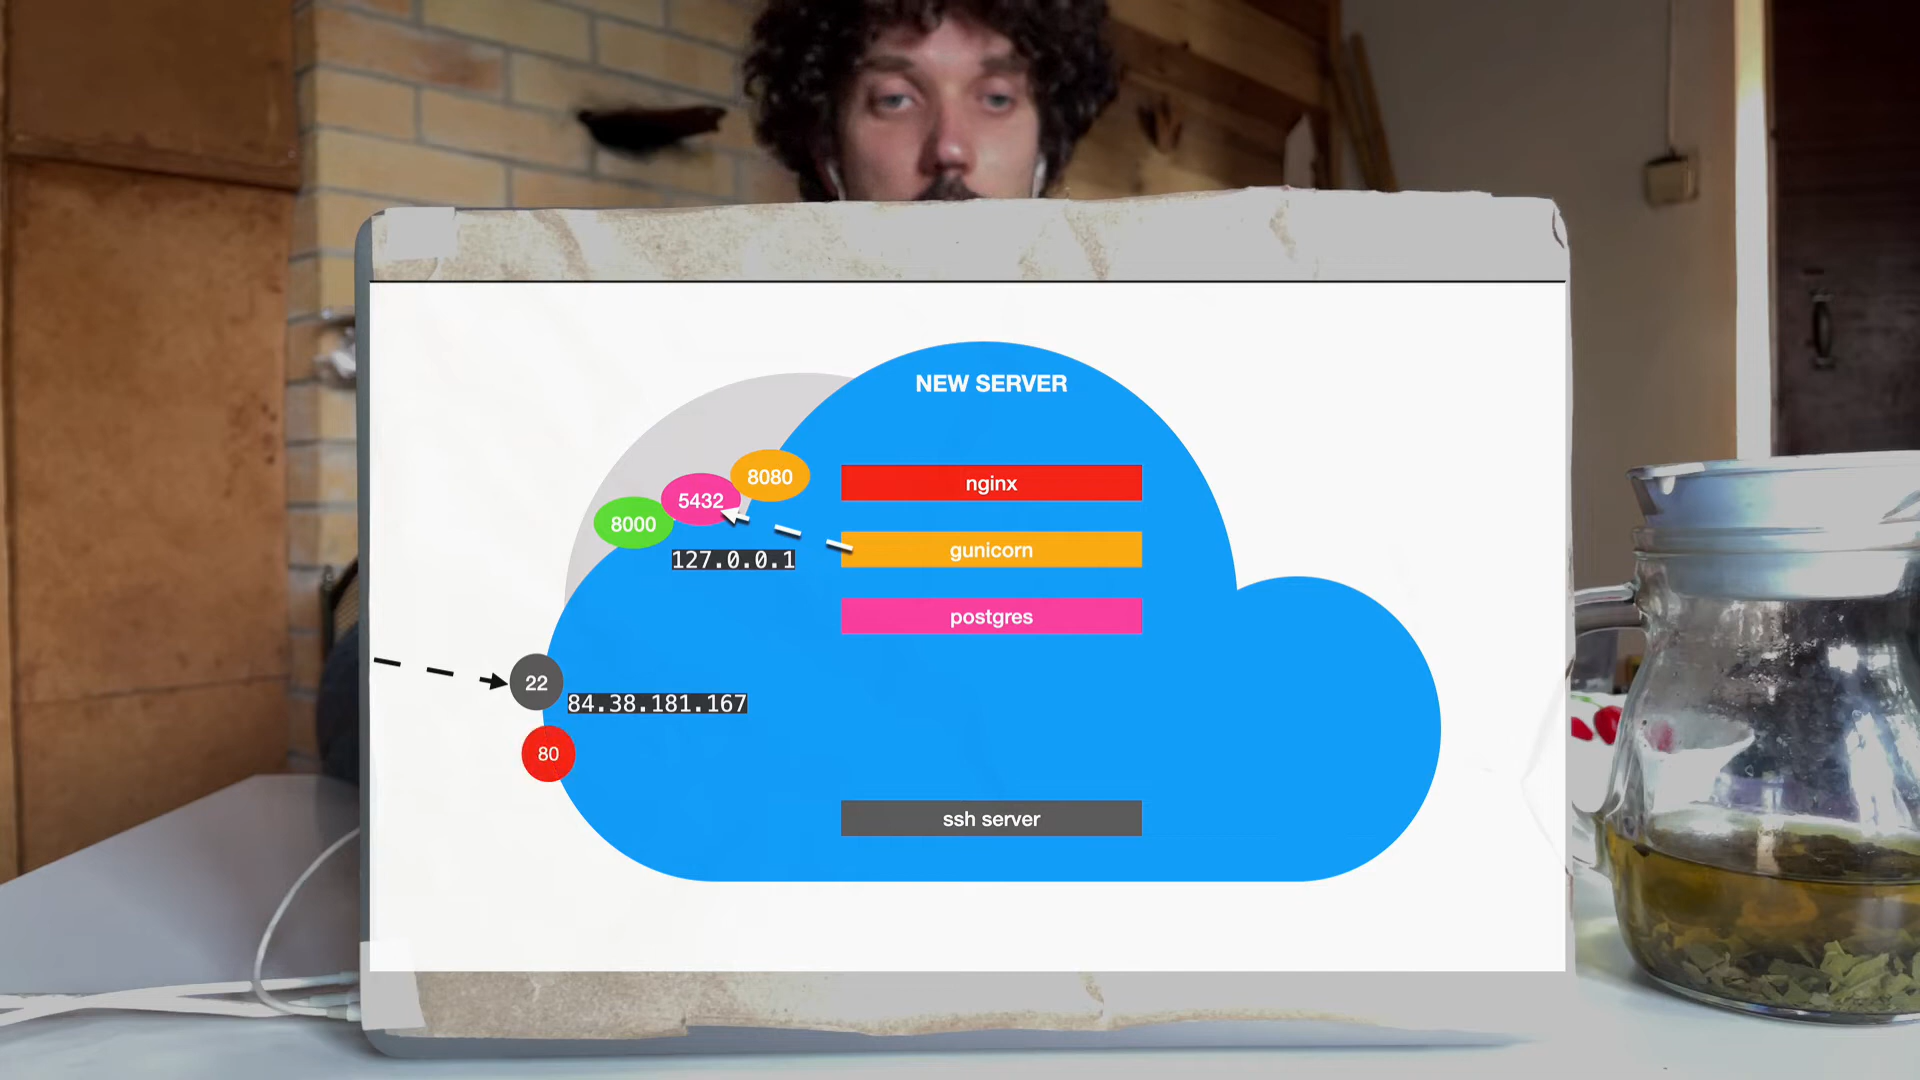 NEW SERVER
8080
nginx
5432
8000
gunicorn
127.0.0.1
postgres
22
84.38.181.167
80
ssh server